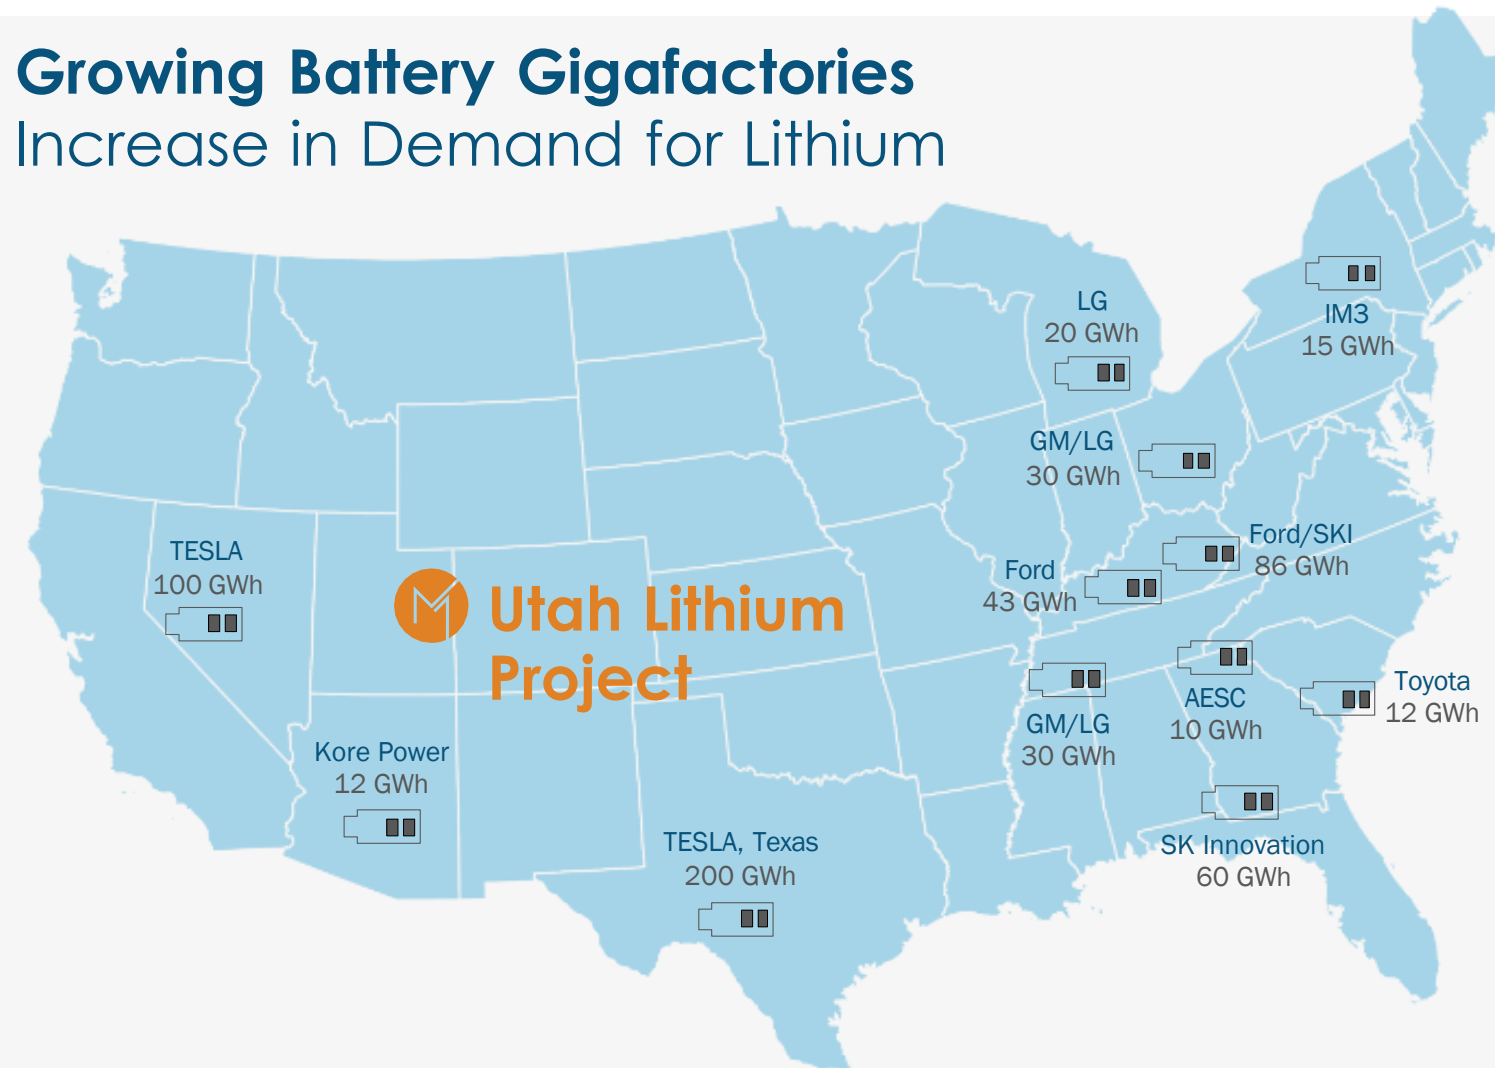 Growing Battery Gigafactories
Increase in Demand for Lithium
LG
20 GWh
IM3
15 GWh
GM/LG
30 GWh
TESLA
100 GWh
Ford/SKI
86 GWh
Ford
43 GWh
Utah Lithium
Project
Toyota
12 GWh
AESC
10 GWh
GM/LG
30 GWh
Kore Power
12 GWh
TESLA, Texas
200 GWh
SK Innovation
60 GWh